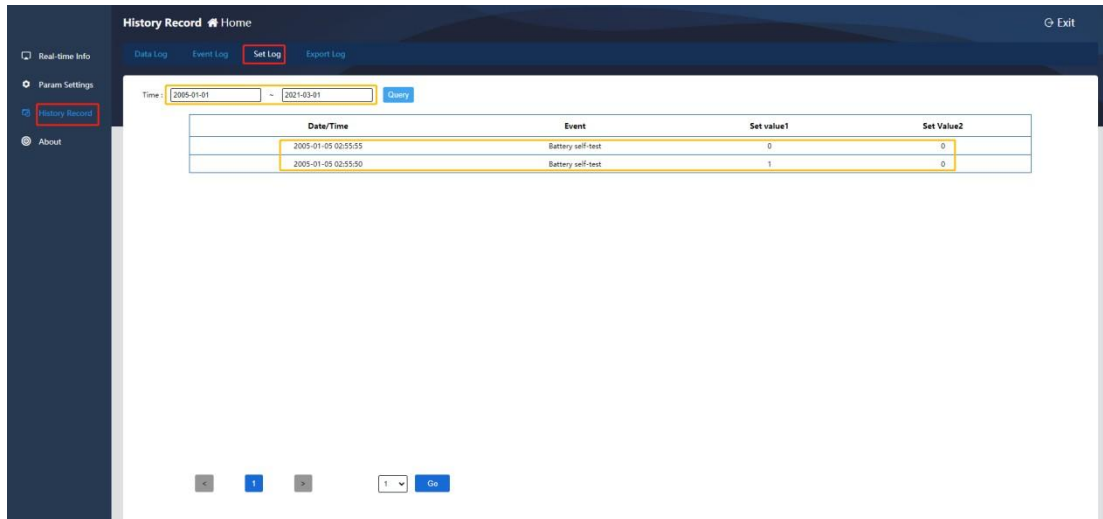 History Record Home
Exit
Real-time Info
Param Settings
History Record
About
Data Log Event Log Set Log Export Log
Time : 2005-01-01 ~ 2021-03-01 Query
Date/Time Event Set value1 Set Value2
2005-01-05 02:55:55 Battery self-test 0 0
2005-01-05 02:55:50 Battery self-test 1 0
< 1 > 1 Go